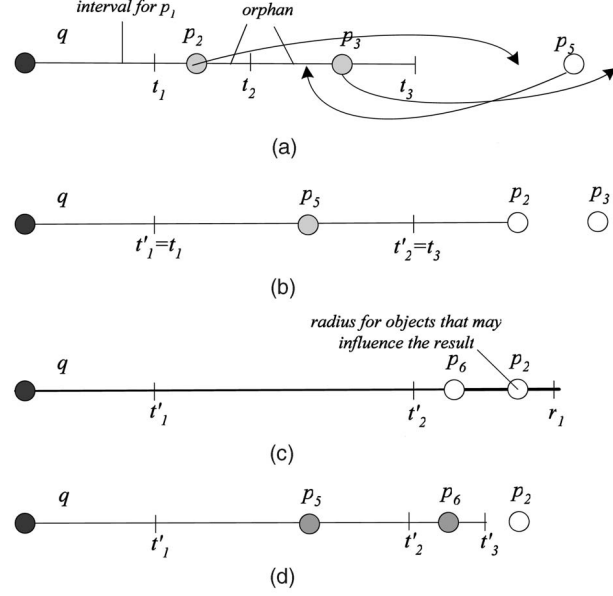 interval for p₁ orphan
q p₂ p₃ p₅
t₁ t₂ t₃
(a)
q p₅ p₂ p₃
t'₁=t₁ t'₂=t₃
(b)
radius for objects that may
influence the result
q p₆ p₂
t'₁ t'₂ r₁
(c)
q p₅ p₆ p₂
t'₁ t'₂ t'₃
(d)